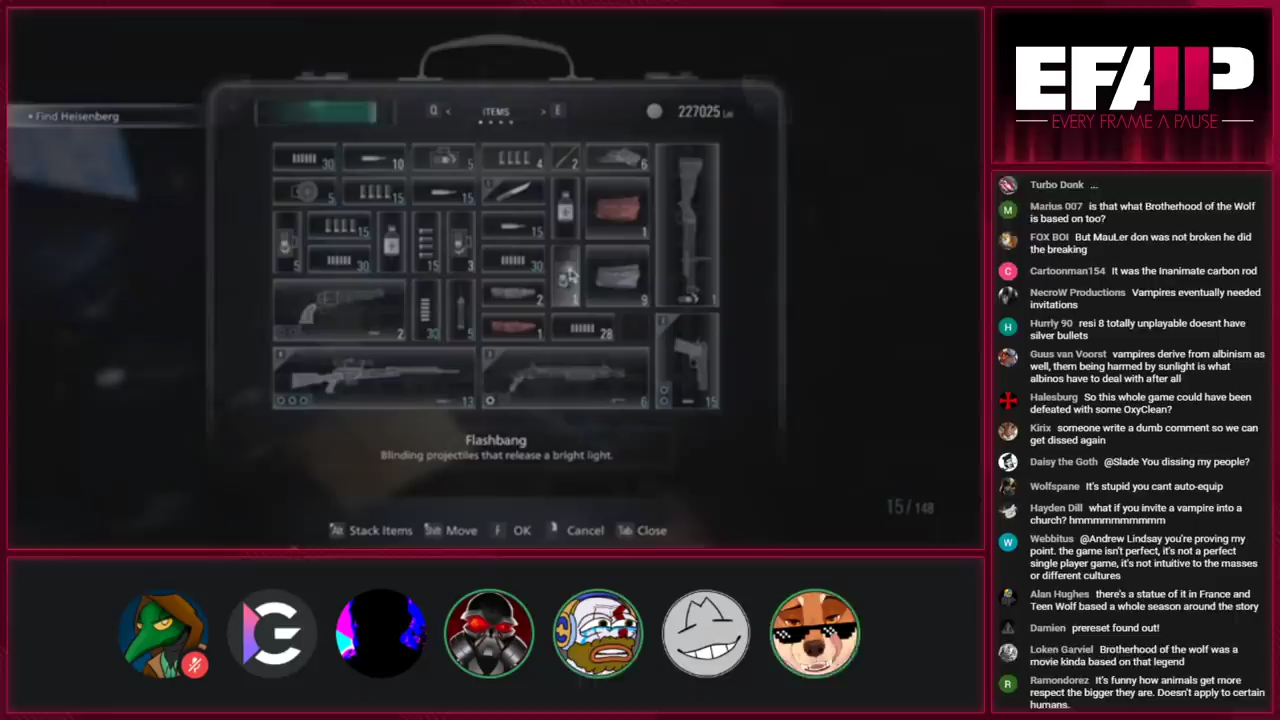 • Find Heisenberg
Q < ITEMS > E
227025 Lei
30
10
5
4
2
6
5
15
15
15
1
5
15
30
15
3
30
1
9
1
2
2
30
5
1
28
13
6
15
Flashbang
Blinding projectiles that release a bright light.
15/148
Alt Stack Items Shift Move F OK Cancel Tab Close
EFAP
EVERY FRAME A PAUSE
Turbo Donk ...
Marius 007 is that what Brotherhood of the Wolf
is based on too?
FOX BOI But MauLer don was not broken he did
the breaking
Cartoonman154 It was the Inanimate carbon rod
NecroW Productions Vampires eventually needed
invitations
Hurrly 90 resi 8 totally unplayable doesnt have
silver bullets
Guus van Voorst vampires derive from albinism as
well, them being harmed by sunlight is what
albinos have to deal with after all
Halesburg So this whole game could have been
defeated with some OxyClean?
Kirix someone write a dumb comment so we can
get dissed again
Daisy the Goth @Slade You dissing my people?
Wolfspane It's stupid you cant auto-equip
Hayden Dill what if you invite a vampire into a
church? hmmmmmmmmmm
Webbitus @Andrew Lindsay you're proving my
point. the game isn't perfect, it's not a perfect
single player game, it's not intuitive to the masses
or different cultures
Alan Hughes there's a statue of it in France and
Teen Wolf based a whole season around the story
Damien prereset found out!
Loken Garviel Brotherhood of the wolf was a
movie kinda based on that legend
Ramondorez It's funny how animals get more
respect the bigger they are. Doesn't apply to certain
humans.
M
C
H
W
R